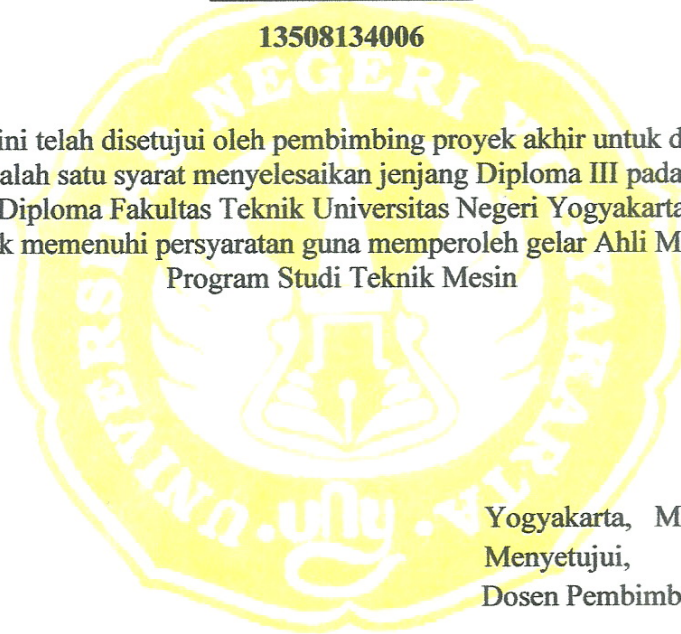 13508134006
ini telah disetujui oleh pembimbing proyek akhir untuk d
alah satu syarat menyelesaikan jenjang Diploma III pada
Diploma Fakultas Teknik Universitas Negeri Yogyakarta
k memenuhi persyaratan guna memperoleh gelar Ahli M
Program Studi Teknik Mesin
UNIVERSITAS NEGERI YOGYAKARTA
uny
Yogyakarta, M
Menyetujui,
Dosen Pembimb